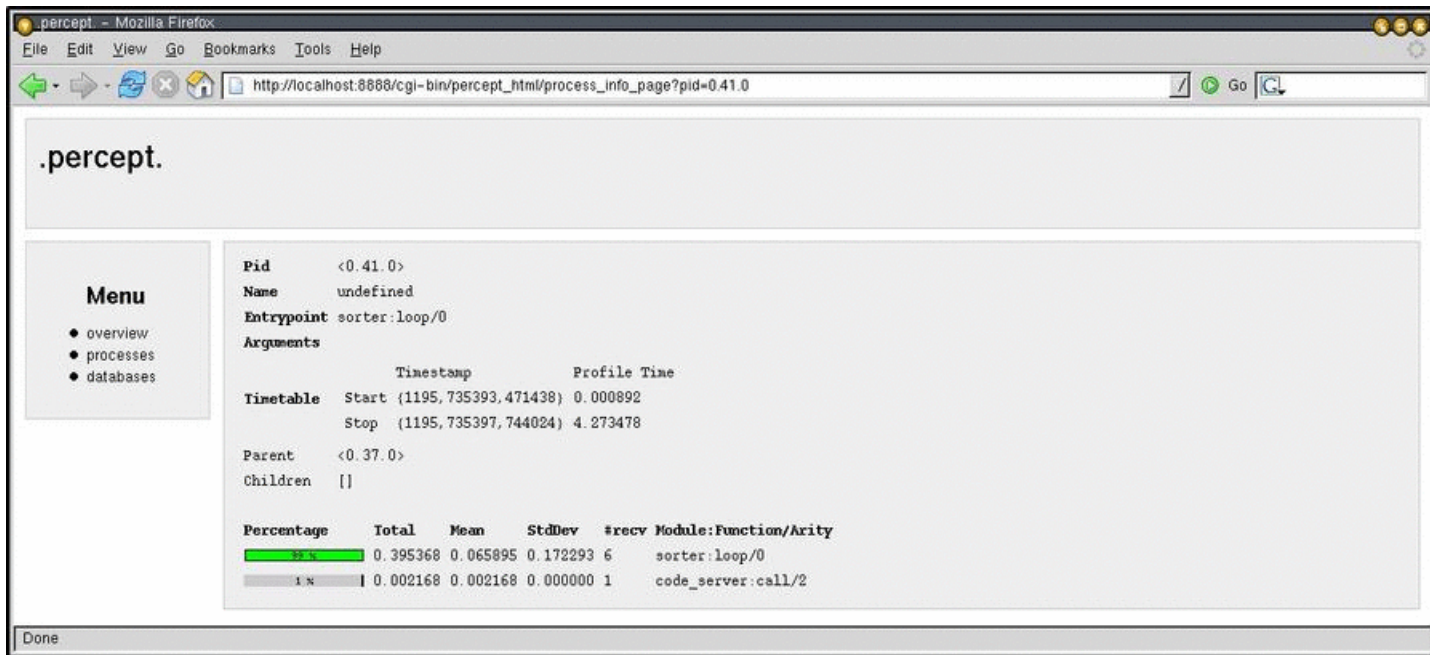 .percept. - Mozilla Firefox
File Edit View Go Bookmarks Tools Help
http://localhost:8888/cgi-bin/percept_html/process_info_page?pid=0.41.0 Go G
.percept.
Menu
overview
processes
databases
Pid <0.41.0>
Name undefined
Entrypoint sorter:loop/0
Arguments
Timestamp Profile Time
Timetable Start {1195,735393,471438} 0.000892
Stop {1195,735397,744024} 4.273478
Parent <0.37.0>
Children []
Percentage Total Mean StdDev #recv Module:Function/Arity
99 % 0.395368 0.065895 0.172293 6 sorter:loop/0
1 % 0.002168 0.002168 0.000000 1 code_server:call/2
Done